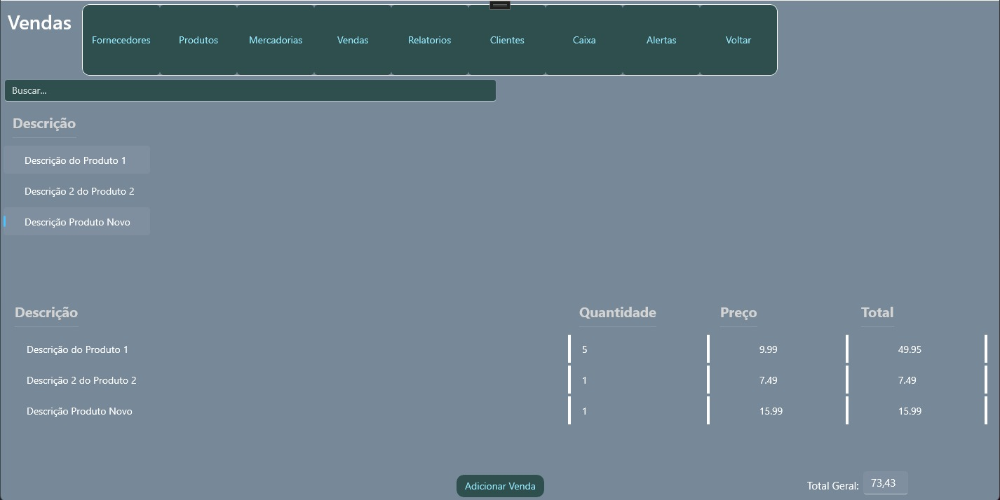 Vendas
Fornecedores Produtos Mercadorias Vendas Relatorios Clientes Caixa Alertas Voltar
Buscar...
Descrição
Descrição do Produto 1
Descrição 2 do Produto 2
Descrição Produto Novo
Descrição Quantidade Preço Total
Descrição do Produto 1 5 9.99 49.95
Descrição 2 do Produto 2 1 7.49 7.49
Descrição Produto Novo 1 15.99 15.99
Adicionar Venda Total Geral: 73,43